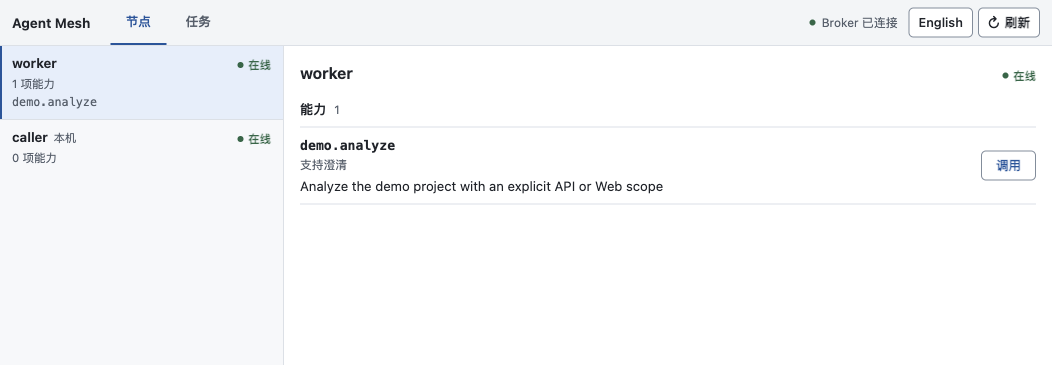 Agent Mesh 节点 任务 Broker 已连接 English 刷新
worker 在线
1 项能力
demo.analyze
caller 本机 在线
0 项能力
worker 在线
能力 1
demo.analyze
支持澄清
Analyze the demo project with an explicit API or Web scope
调用